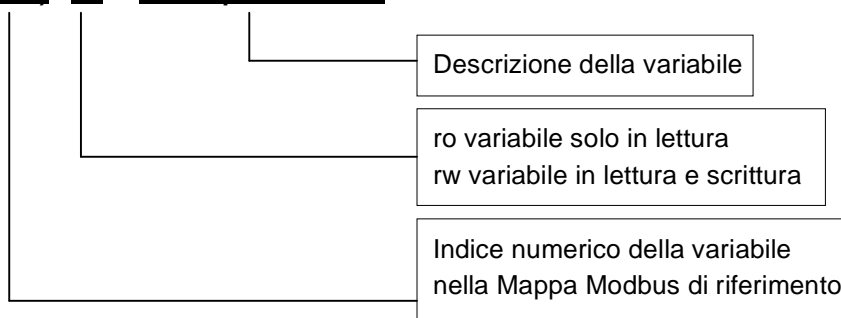 Descrizione della variabile
ro variabile solo in lettura
rw variabile in lettura e scrittura
Indice numerico della variabile
nella Mappa Modbus di riferimento